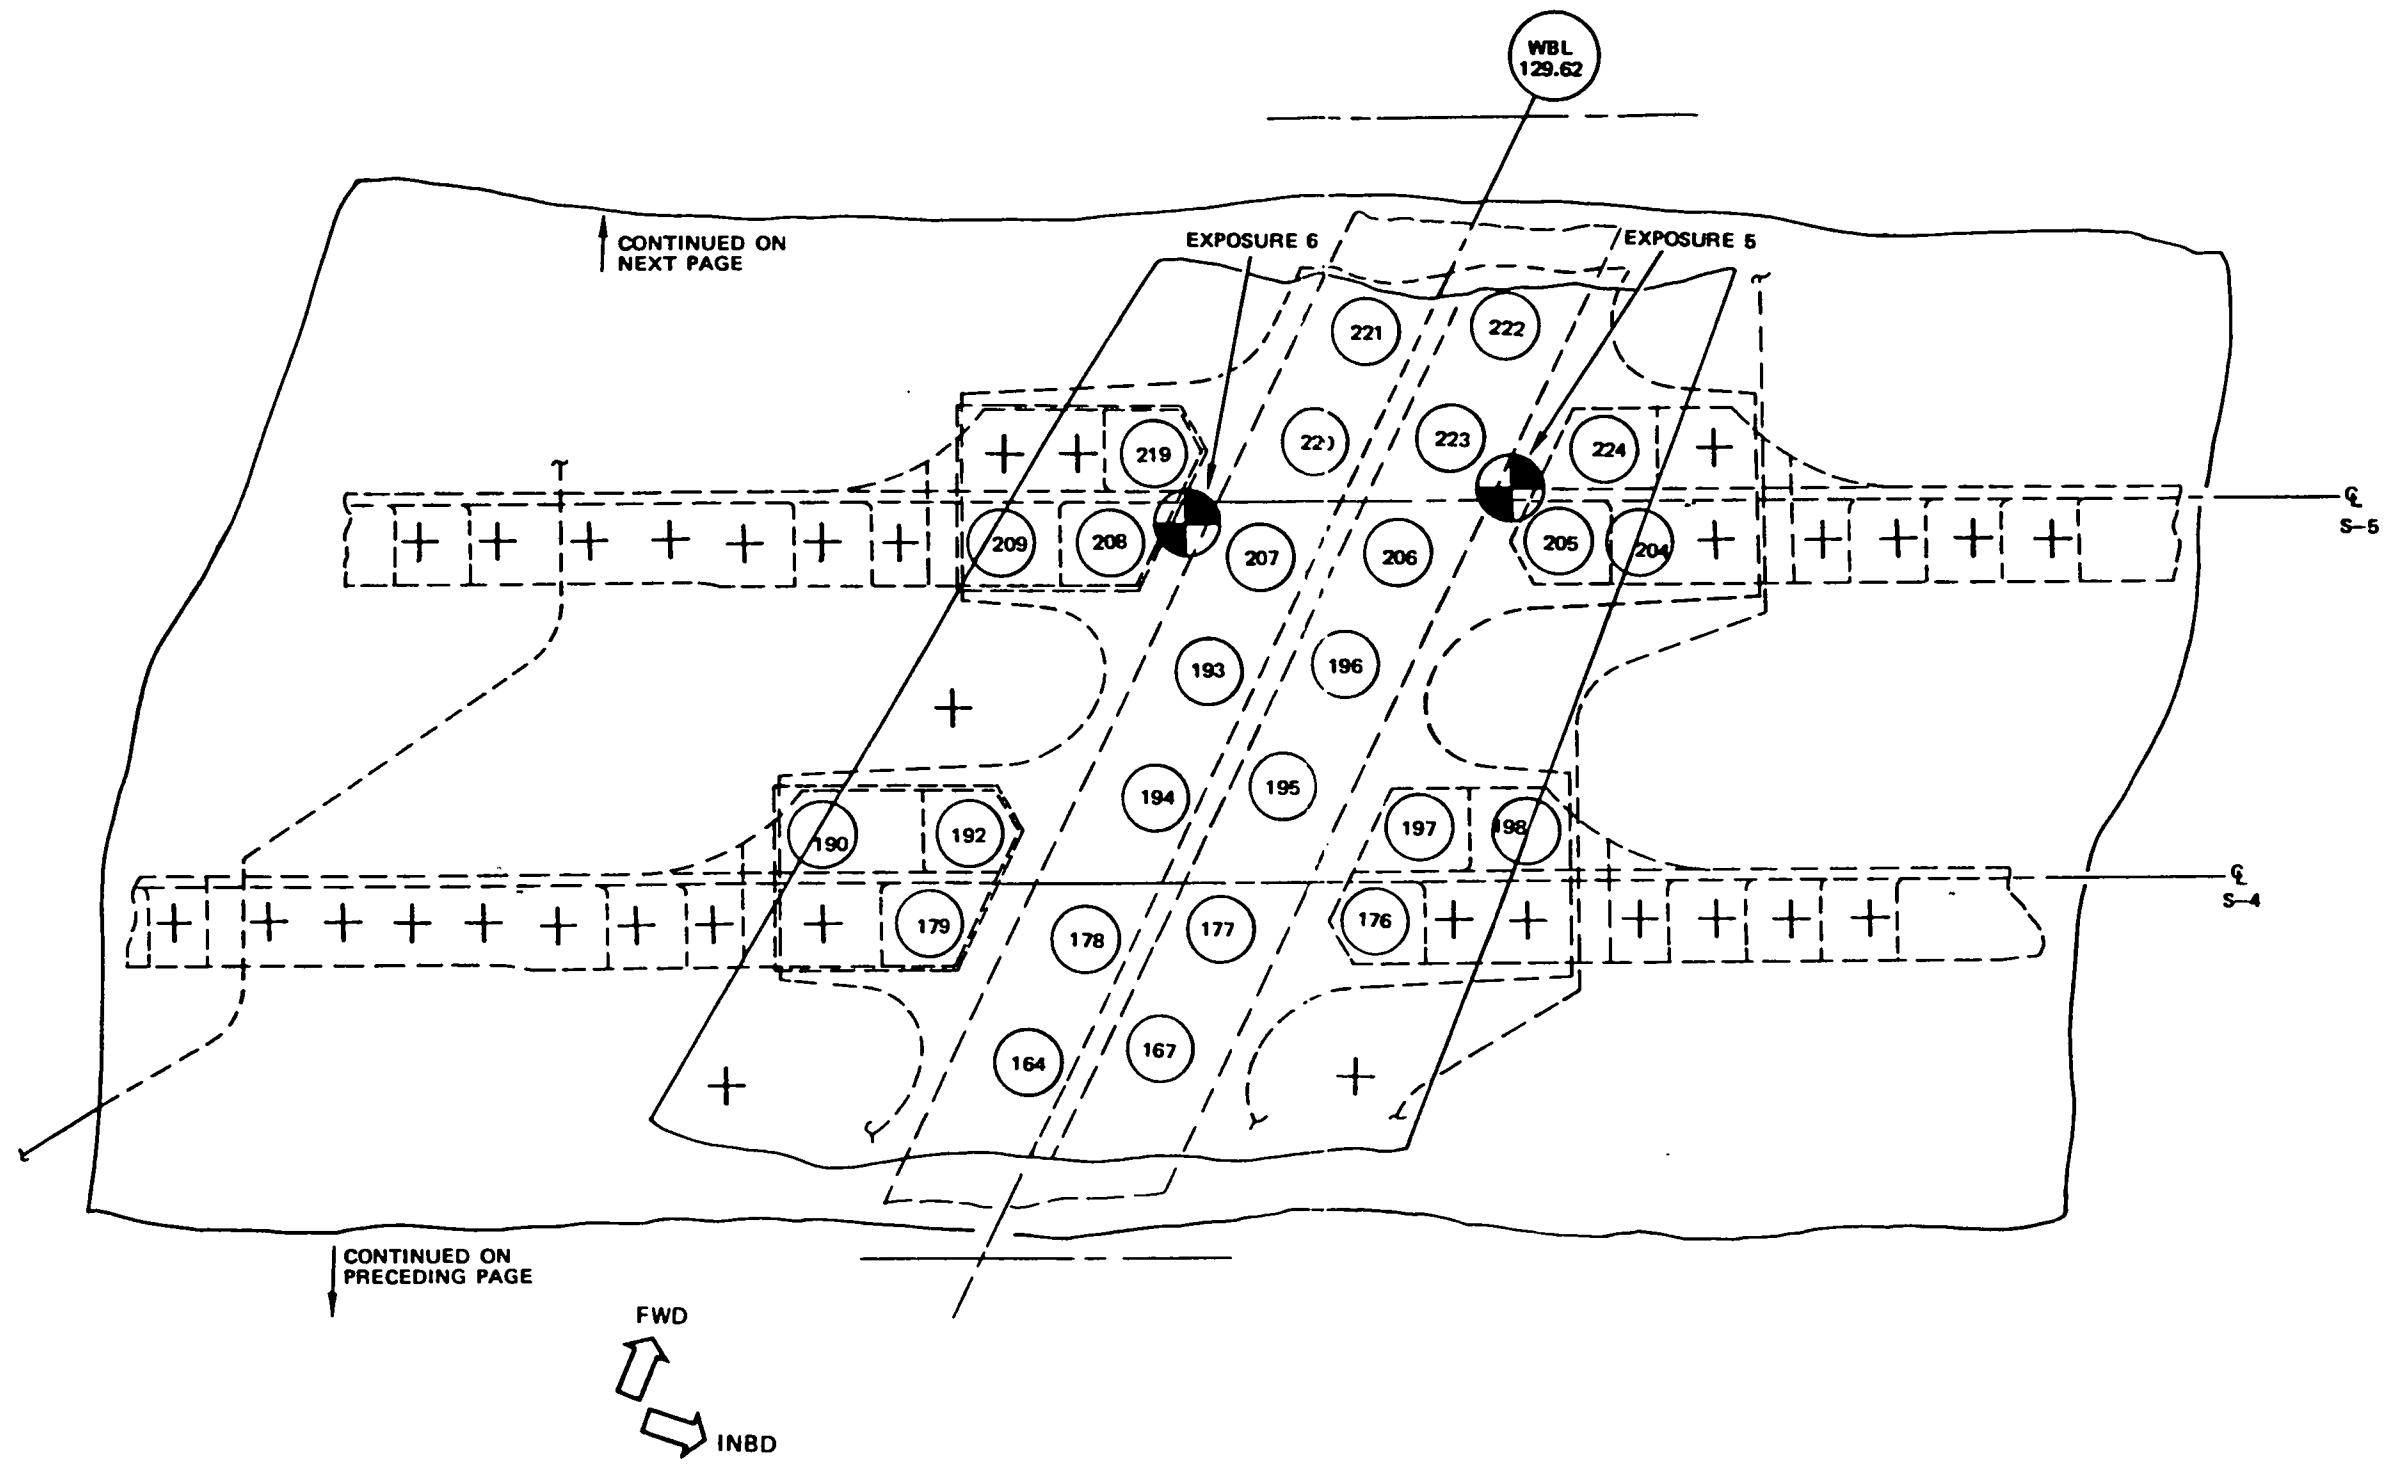 WBL
129.62
CONTINUED ON
NEXT PAGE
EXPOSURE 6
EXPOSURE 5
221
222
223
219
224
℄
S-5
209
208
207
206
205
204
193
196
194
195
190
192
197
198
℄
S-4
179
178
177
176
164
167
CONTINUED ON
PRECEDING PAGE
FWD
INBD